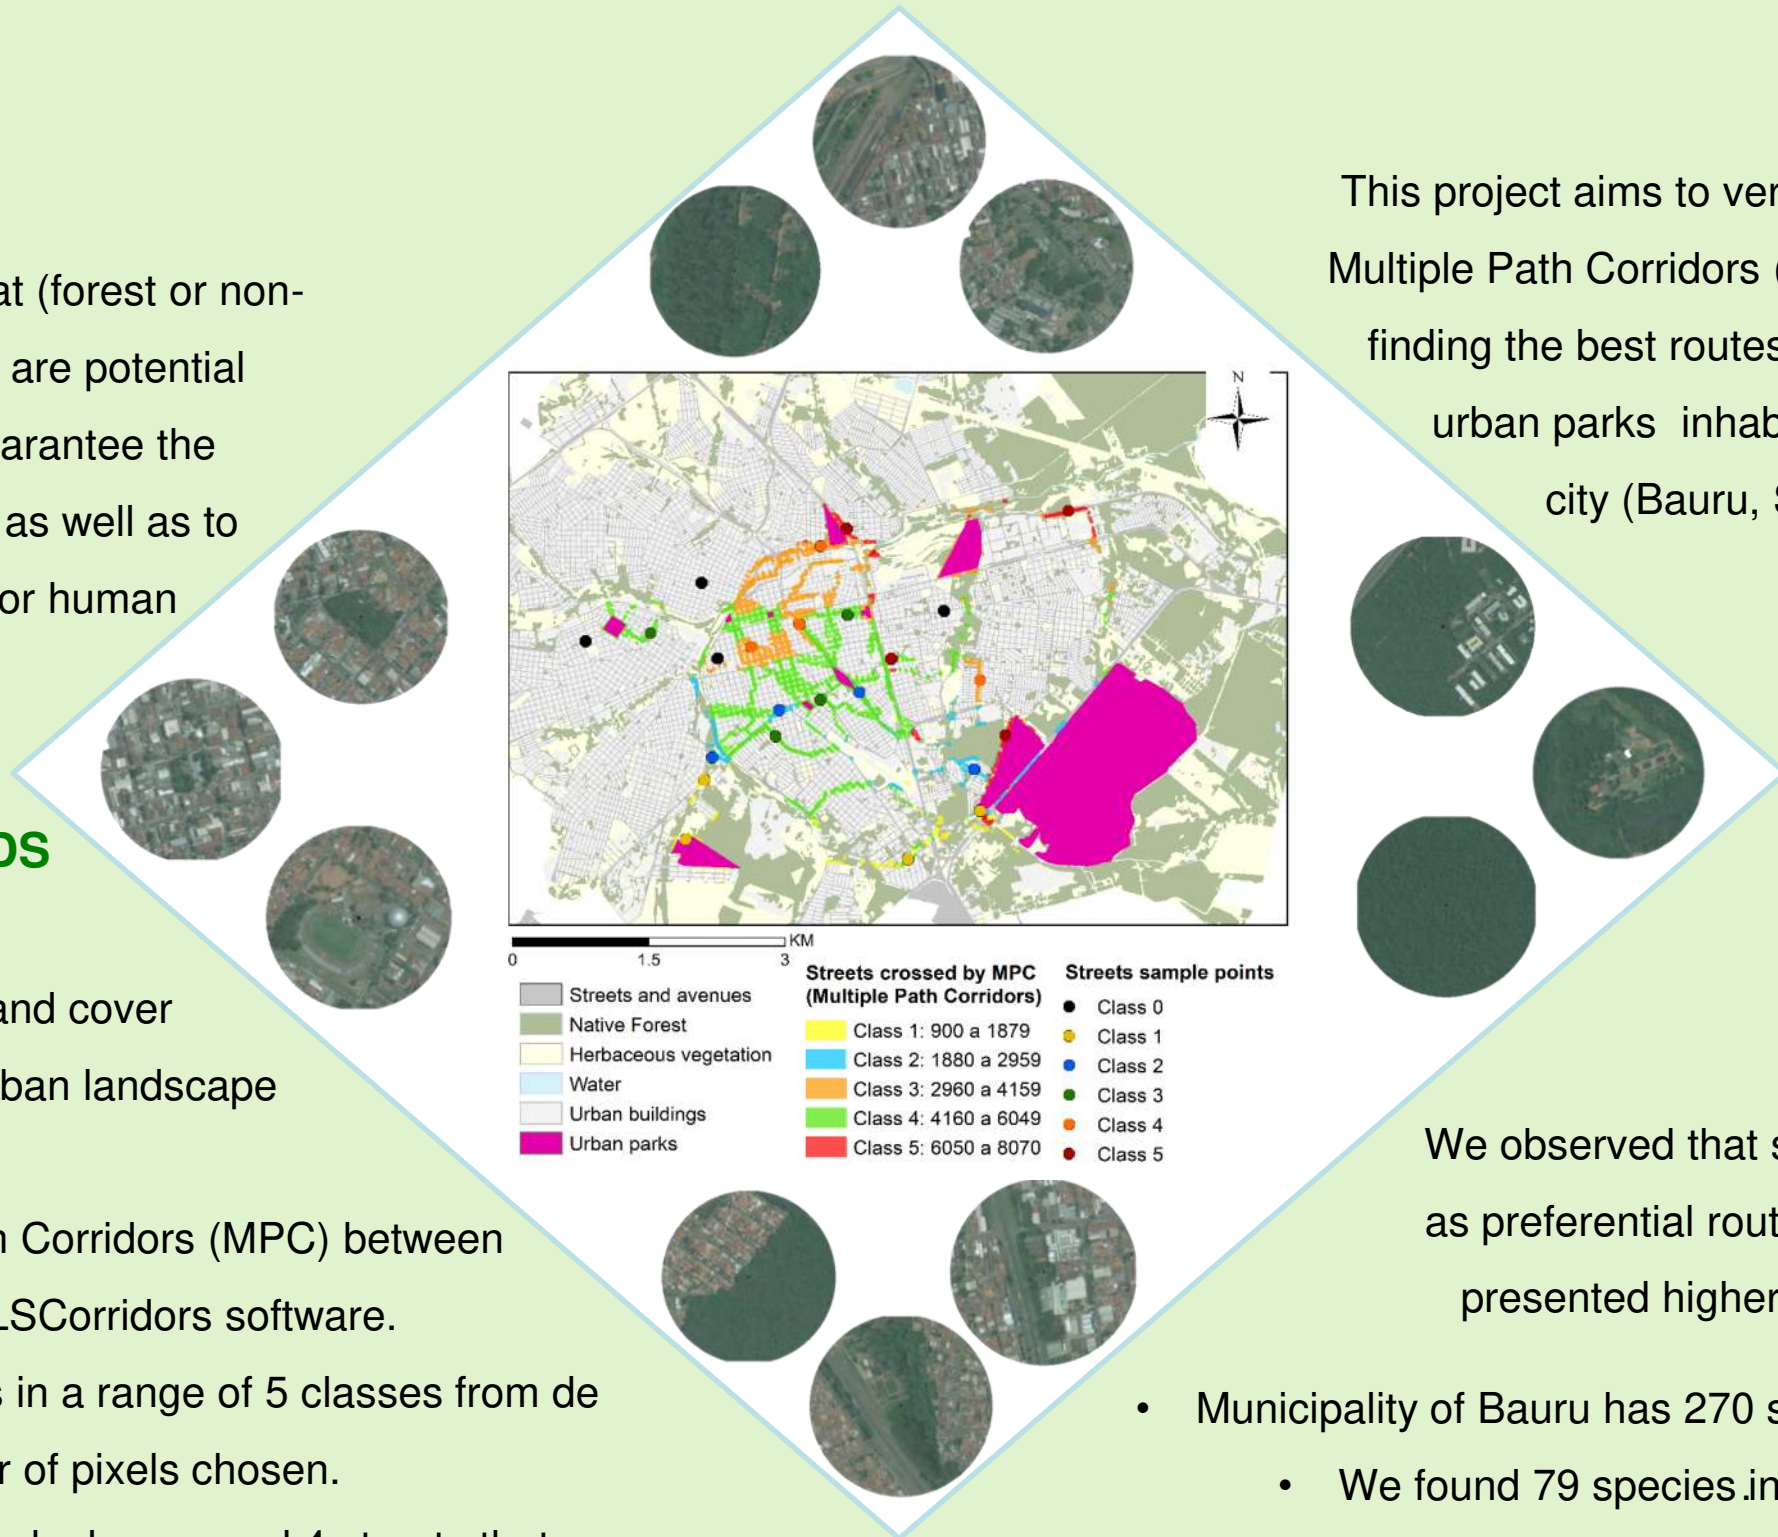 at (forest or non-
are potential
arantee the
as well as to
or human
DS
and cover
ban landscape
Corridors (MPC) between
LSCorridors software.
s in a range of 5 classes from de
r of pixels chosen.
This project aims to ver
Multiple Path Corridors (
finding the best routes
urban parks inhab
city (Bauru, S
N
KM
0 1.5 3
Streets and avenues
Native Forest
Herbaceous vegetation
Water
Urban buildings
Urban parks
Streets crossed by MPC
(Multiple Path Corridors)
Class 1: 900 a 1879
Class 2: 1880 a 2959
Class 3: 2960 a 4159
Class 4: 4160 a 6049
Class 5: 6050 a 8070
Streets sample points
Class 0
Class 1
Class 2
Class 3
Class 4
Class 5
We observed that s
as preferential rout
presented higher
• Municipality of Bauru has 270 s
• We found 79 species.in